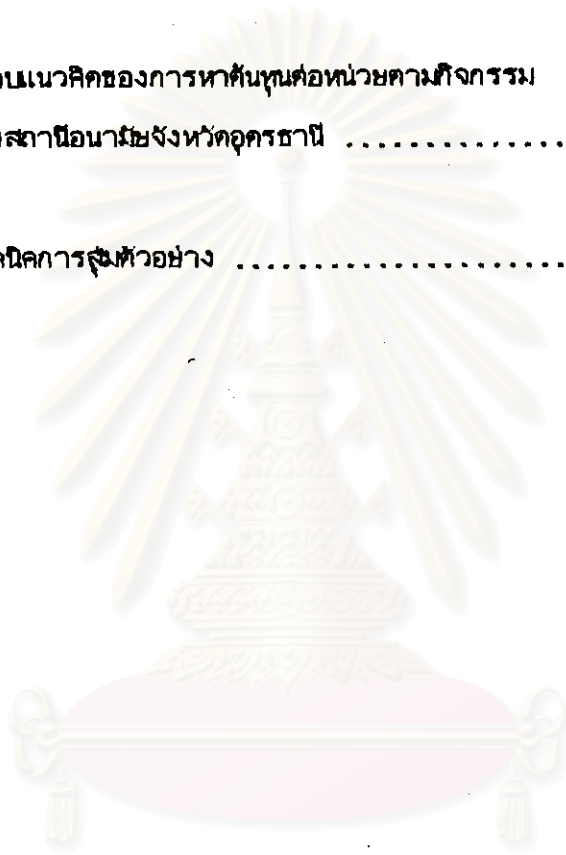 บแนวคิดของการหาต้นทุนต่อหน่วยตามกิจกรรม
สถานีอนามัยจังหวัดอุดรธานี ..............
นิคการสุ่มตัวอย่าง ......................